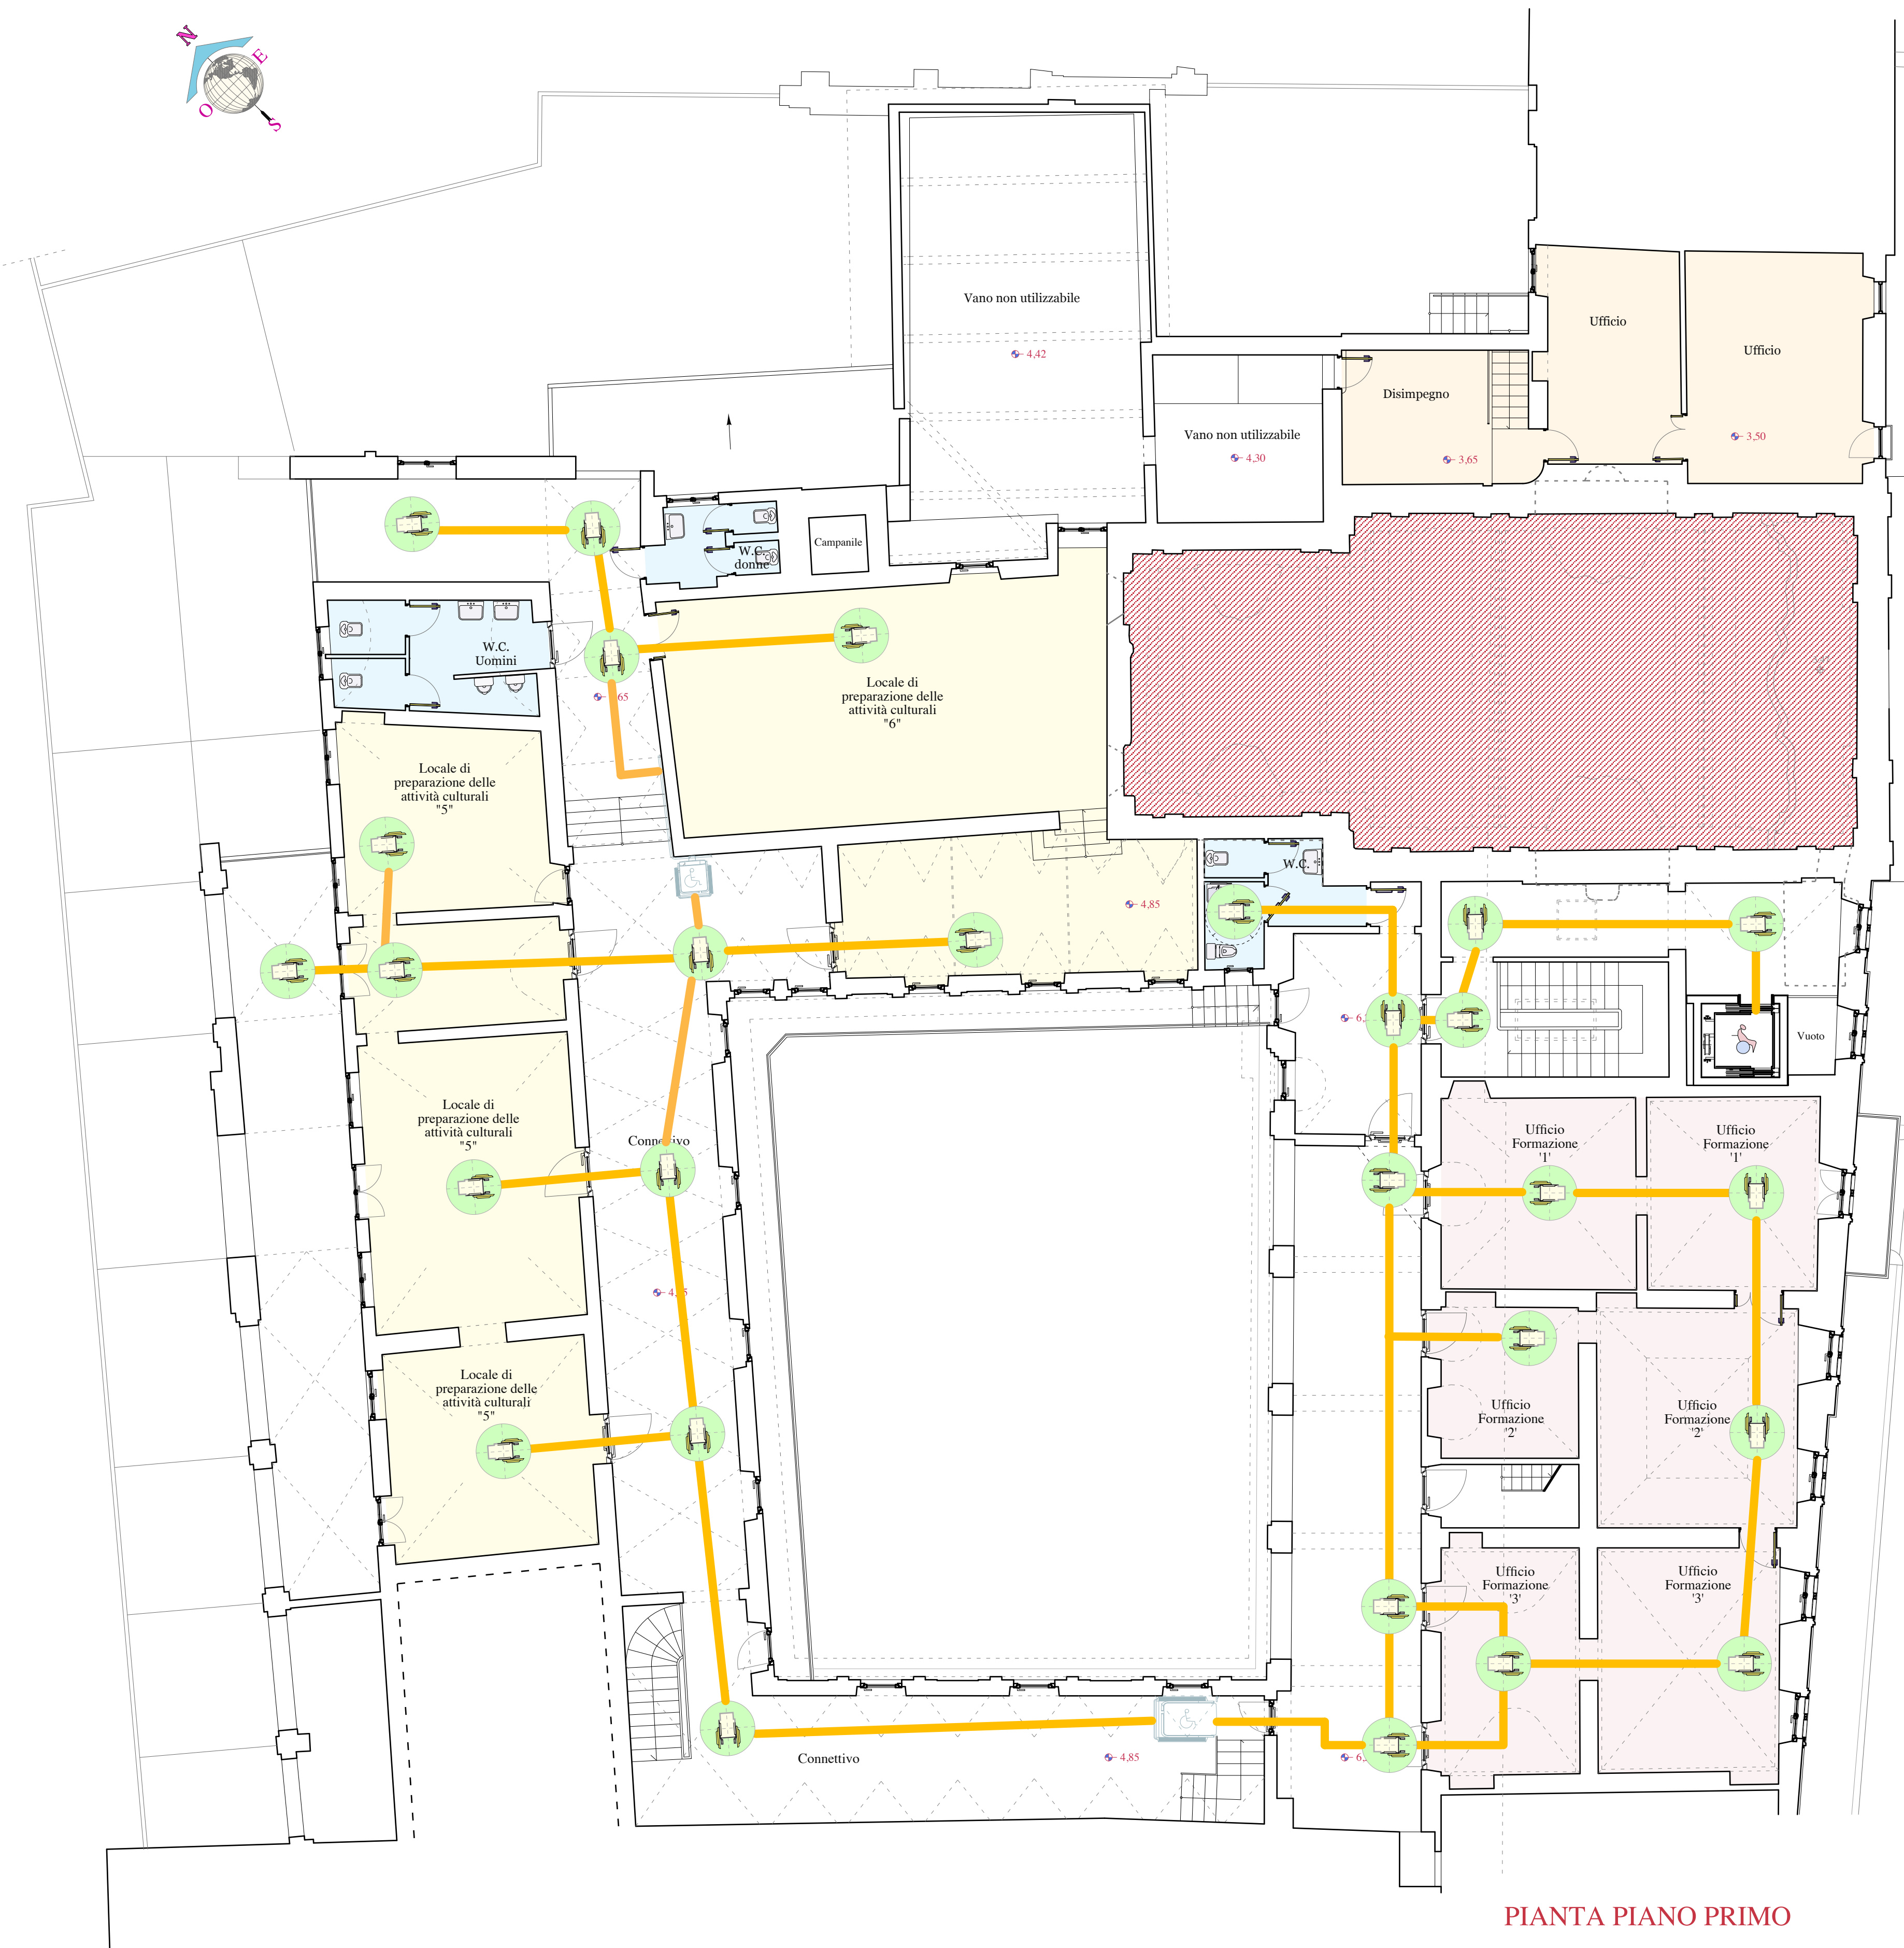 N
E
O
S
Vano non utilizzabile
4,42
Ufficio
Ufficio
Disimpegno
Vano non utilizzabile
4,30
3,50
3,65
Campanile
W.C.
donne
W.C.
Uomini
Locale di
preparazione delle
attività culturali
"6"
Locale di
preparazione delle
attività culturali
"5"
W.C.
4,85
Vuoto
Locale di
preparazione delle
attività culturali
"5"
Connettivo
Ufficio
Formazione
'1'
Ufficio
Formazione
'1'
Locale di
preparazione delle
attività culturali
"5"
Ufficio
Formazione
'2'
Ufficio
Formazione
'2'
Ufficio
Formazione
'3'
Ufficio
Formazione
'3'
Connettivo
4,85
PIANTA PIANO PRIMO